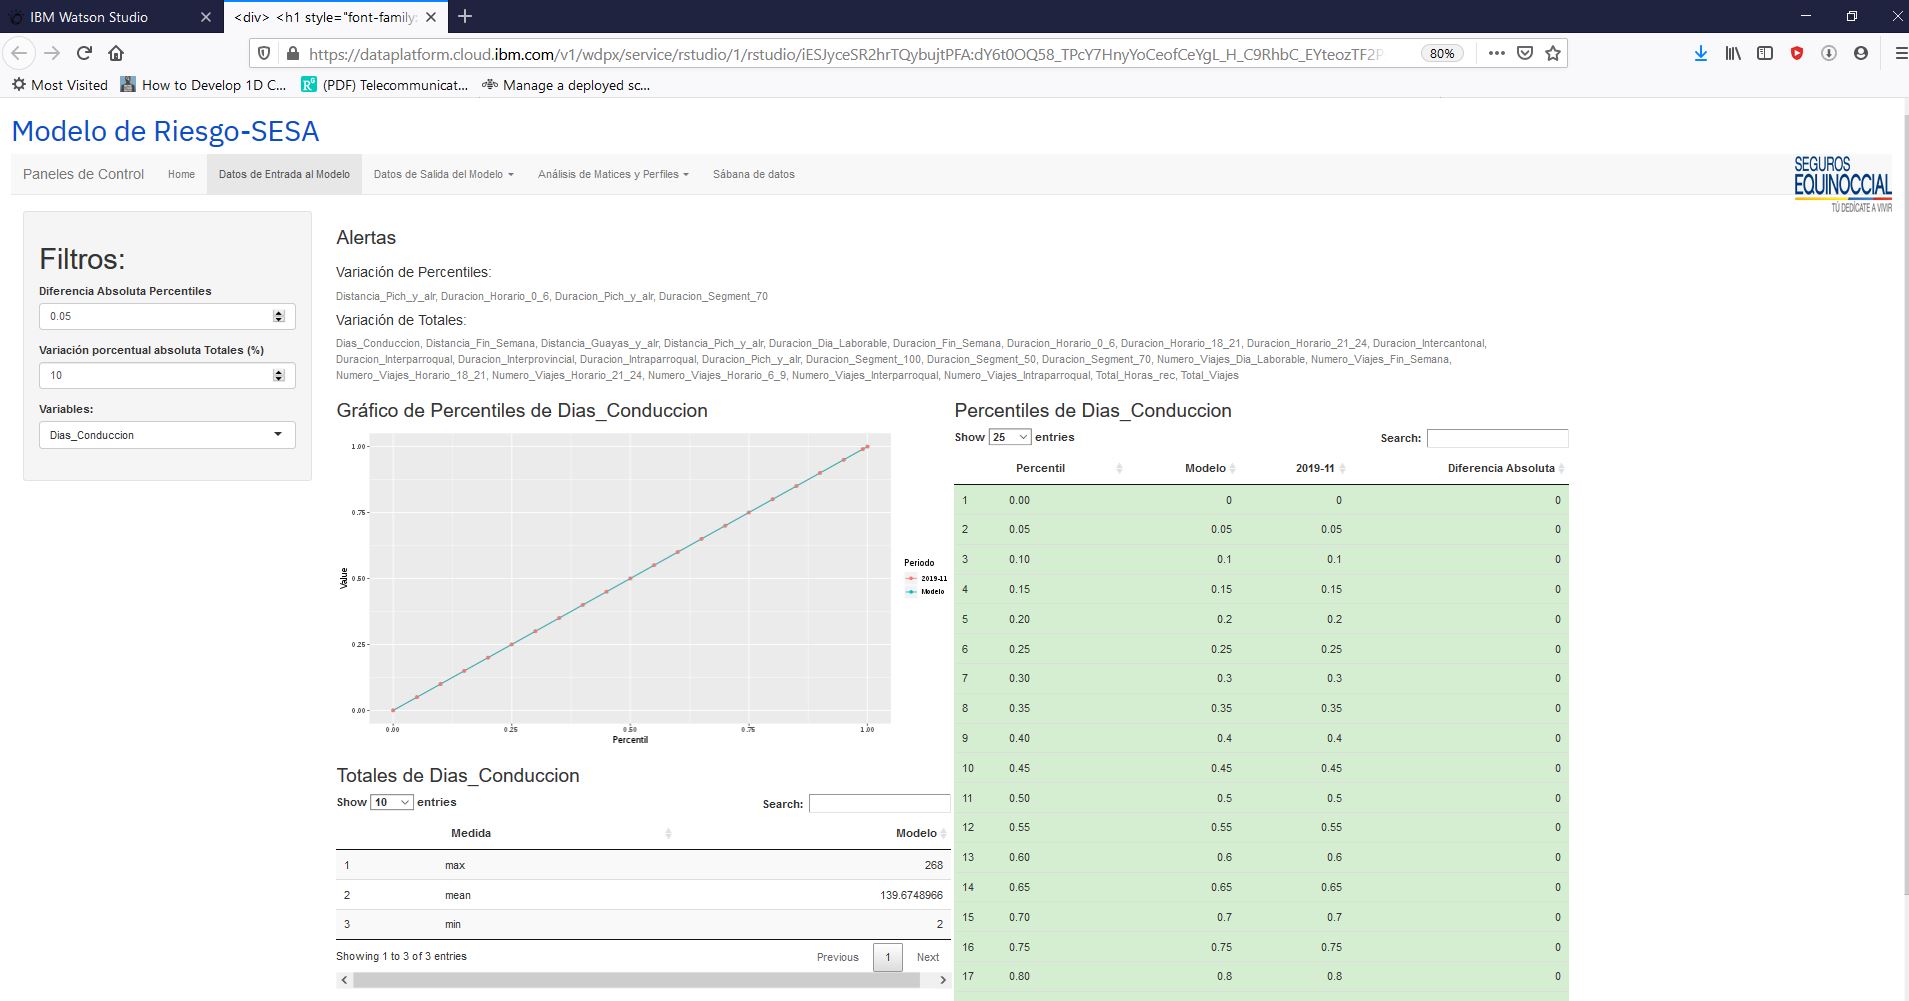 IBM Watson Studio
<div> <h1 style="font-family:
https://dataplatform.cloud.ibm.com/v1/wdpx/service/rstudio/1/rstudio/iESJyceSR2hrTQybujtPFA:dY6t0OQ58_TPcY7HnyYoCeofCeYgL_H_C9RhbC_EYteozTF2P
80%
Most Visited
How to Develop 1D C...
(PDF) Telecommunicat...
Manage a deployed sc...
Modelo de Riesgo-SESA
Paneles de Control Home Datos de Entrada al Modelo Datos de Salida del Modelo Análisis de Matices y Perfiles Sábana de datos
SEGUROS
EQUINOCCIAL
TÚ DEDÍCATE A VIVIR
Filtros:
Diferencia Absoluta Percentiles
0.05
Variación porcentual absoluta Totales (%)
10
Variables:
Dias_Conduccion
Alertas
Variación de Percentiles:
Distancia_Pich_y_alr, Duracion_Horario_0_6, Duracion_Pich_y_alr, Duracion_Segment_70
Variación de Totales:
Dias_Conduccion, Distancia_Fin_Semana, Distancia_Guayas_y_alr, Distancia_Pich_y_alr, Duracion_Dia_Laborable, Duracion_Fin_Semana, Duracion_Horario_0_6, Duracion_Horario_18_21, Duracion_Horario_21_24, Duracion_Intercantonal,
Duracion_Interparroqual, Duracion_Interprovincial, Duracion_Intraparroqual, Duracion_Pich_y_alr, Duracion_Segment_100, Duracion_Segment_50, Duracion_Segment_70, Numero_Viajes_Dia_Laborable, Numero_Viajes_Fin_Semana,
Numero_Viajes_Horario_18_21, Numero_Viajes_Horario_21_24, Numero_Viajes_Horario_6_9, Numero_Viajes_Interparroqual, Numero_Viajes_Intraparroqual, Total_Horas_rec, Total_Viajes
Gráfico de Percentiles de Dias_Conduccion
1.00
0.75
0.50
0.25
0.00
Value
0.00 0.25 0.50 0.75 1.00
Percentil
Periodo
2019-11
Modelo
Totales de Dias_Conduccion
Show 10 entries
Search:
Medida Modelo
1 max 268
2 mean 139.6748966
3 min 2
Showing 1 to 3 of 3 entries
Previous 1 Next
Percentiles de Dias_Conduccion
Show 25 entries
Search:
Percentil Modelo 2019-11 Diferencia Absoluta
1 0.00 0 0 0
2 0.05 0.05 0.05 0
3 0.10 0.1 0.1 0
4 0.15 0.15 0.15 0
5 0.20 0.2 0.2 0
6 0.25 0.25 0.25 0
7 0.30 0.3 0.3 0
8 0.35 0.35 0.35 0
9 0.40 0.4 0.4 0
10 0.45 0.45 0.45 0
11 0.50 0.5 0.5 0
12 0.55 0.55 0.55 0
13 0.60 0.6 0.6 0
14 0.65 0.65 0.65 0
15 0.70 0.7 0.7 0
16 0.75 0.75 0.75 0
17 0.80 0.8 0.8 0